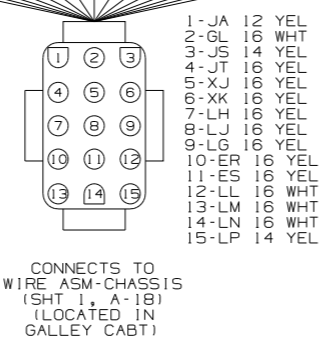 1 2 3
4 5 6
7 8 9
10 11 12
13 14 15
1-JA 12 YEL
2-GL 16 WHT
3-JS 14 YEL
4-JT 16 YEL
5-XJ 16 YEL
6-XK 16 YEL
7-LH 16 YEL
8-LJ 16 YEL
9-LG 16 YEL
10-ER 16 YEL
11-ES 16 YEL
12-LL 16 WHT
13-LM 16 WHT
14-LN 16 WHT
15-LP 14 YEL
CONNECTS TO
WIRE ASM-CHASSIS
(SHT 1, A-18)
(LOCATED IN
GALLEY CABT)